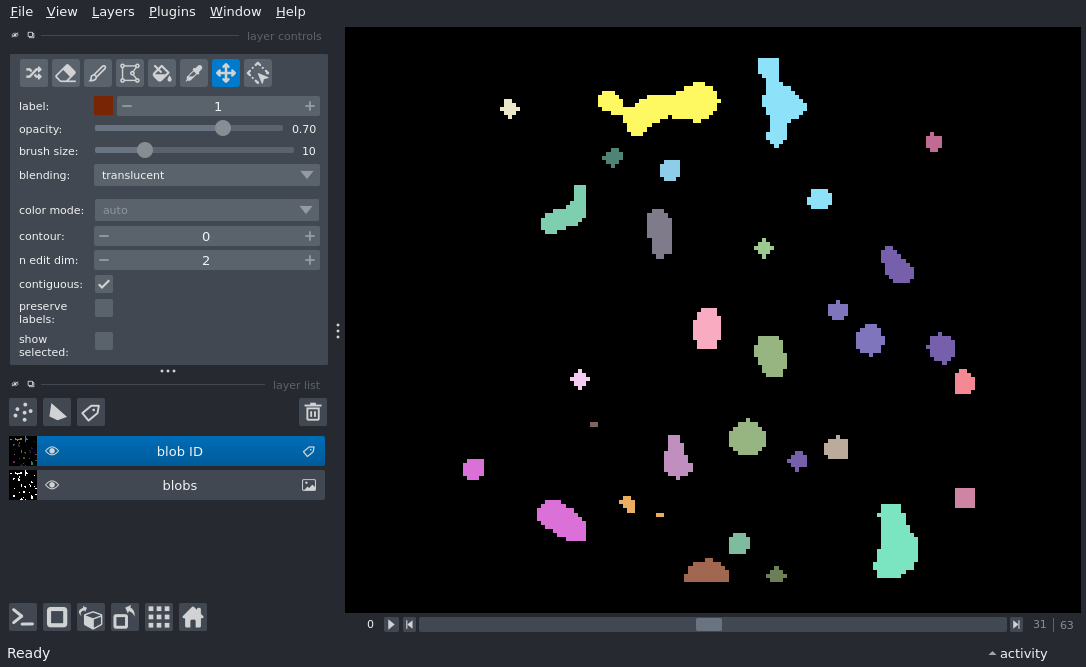 File View Layers Plugins Window Help
layer controls
label: 1
opacity: 0.70
brush size: 10
blending: translucent
color mode: auto
contour: 0
n edit dim: 2
contiguous:
preserve
labels:
show
selected:
layer list
blob ID
blobs
0 31 63
Ready activity